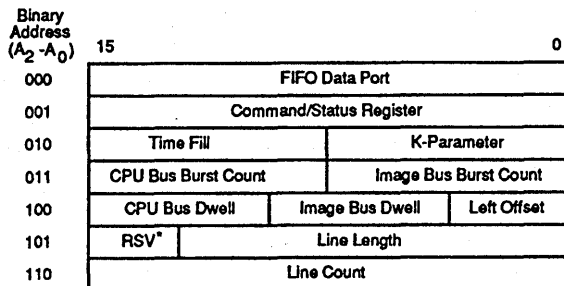 Binary
Address
(A2 -A0)
15 0
000 FIFO Data Port
001 Command/Status Register
010 Time Fill K-Parameter
011 CPU Bus Burst Count Image Bus Burst Count
100 CPU Bus Dwell Image Bus Dwell Left Offset
101 RSV* Line Length
110 Line Count